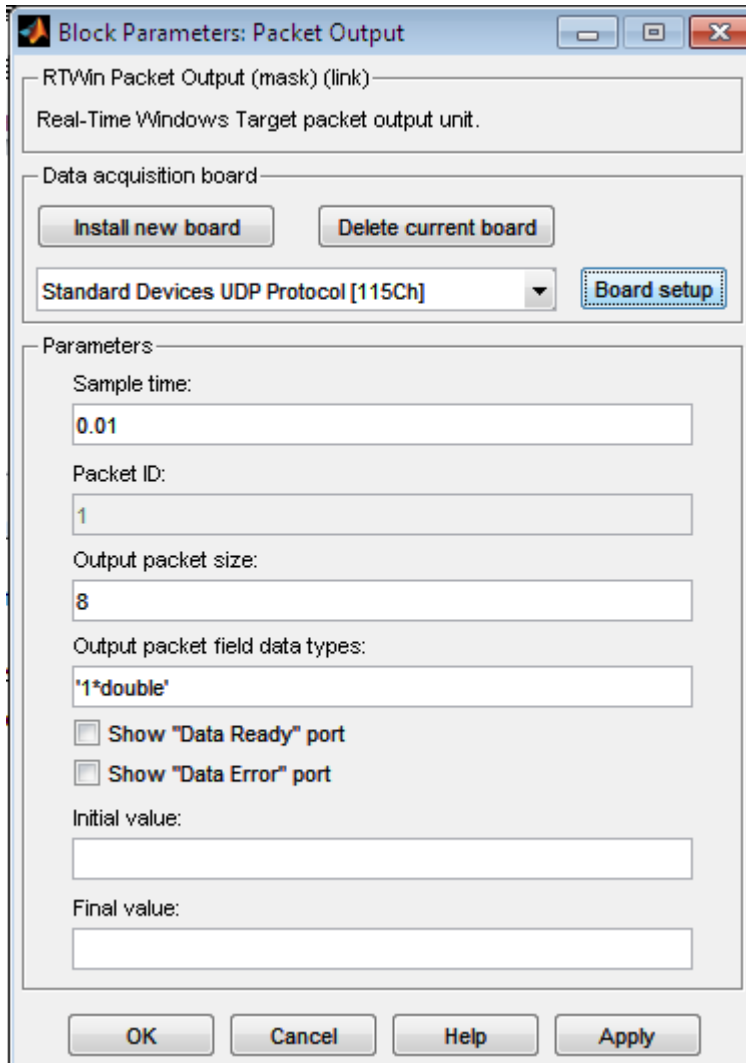 Block Parameters: Packet Output
RTWin Packet Output (mask) (link)
Real-Time Windows Target packet output unit.
Data acquisition board
Install new board
Delete current board
Standard Devices UDP Protocol [115Ch]
Board setup
Parameters
Sample time:
0.01
Packet ID:
1
Output packet size:
8
Output packet field data types:
'1*double'
Show "Data Ready" port
Show "Data Error" port
Initial value:
Final value:
OK
Cancel
Help
Apply